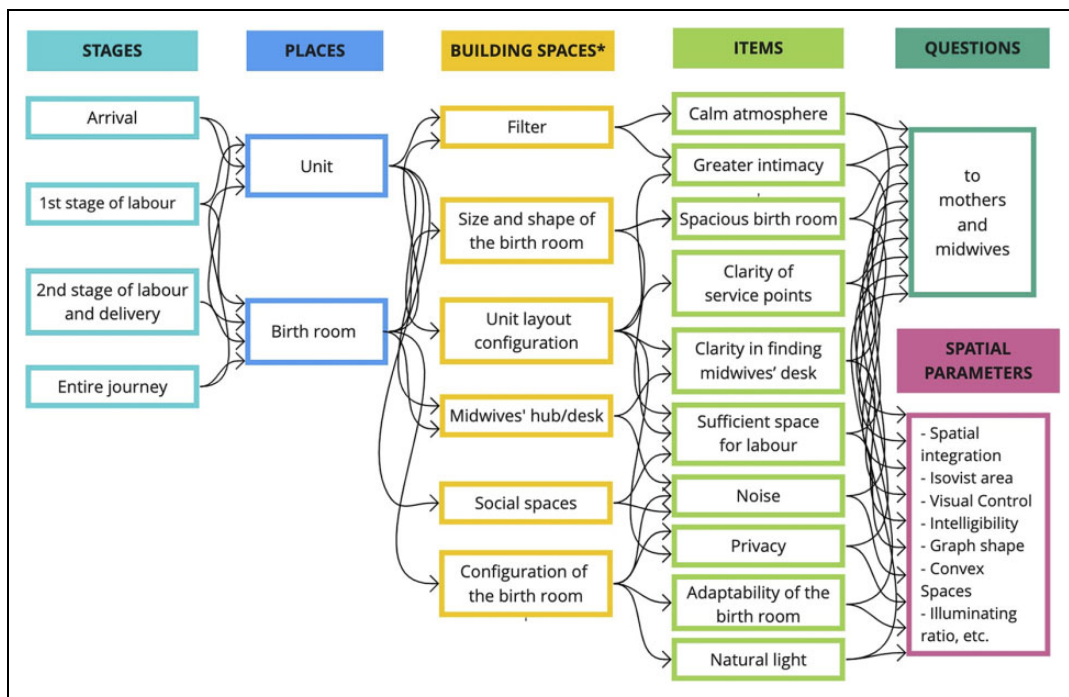 STAGES
PLACES
BUILDING SPACES*
ITEMS
QUESTIONS
Arrival
1st stage of labour
2nd stage of labour
and delivery
Entire journey
Unit
Birth room
Filter
Size and shape of
the birth room
Unit layout
configuration
Midwives' hub/desk
Social spaces
Configuration of
the birth room
Calm atmosphere
Greater intimacy
Spacious birth room
Clarity of
service points
Clarity in finding
midwives’ desk
Sufficient space
for labour
Noise
Privacy
Adaptability of the
birth room
Natural light
to
mothers
and
midwives
SPATIAL
PARAMETERS
- Spatial
integration
- Isovist area
- Visual Control
- Intelligibility
- Graph shape
- Convex
Spaces
- Illuminating
ratio, etc.